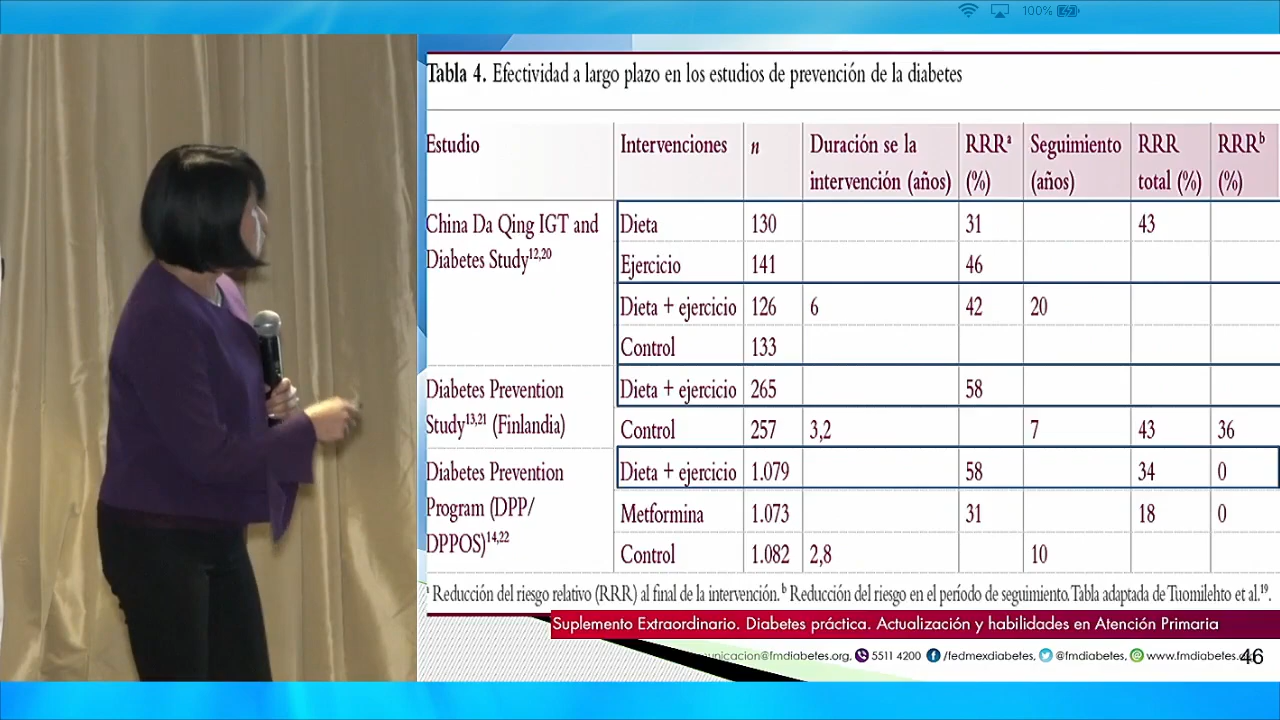 100%
Tabla 4. Efectividad a largo plazo en los estudios de prevención de la diabetes
Estudio Intervenciones n Duración se la intervención (años) RRRª (%) Seguimiento (años) RRR total (%) RRRᵇ (%)
China Da Qing IGT and Diabetes Study¹²,²⁰ Dieta 130 31 43
Ejercicio 141 46
Dieta + ejercicio 126 6 42 20
Control 133
Diabetes Prevention Study¹³,²¹ (Finlandia) Dieta + ejercicio 265 58
Control 257 3,2 7 43 36
Diabetes Prevention Program (DPP/DPPOS)¹⁴,²² Dieta + ejercicio 1.079 58 34 0
Metformina 1.073 31 18 0
Control 1.082 2,8 10
ª Reducción del riesgo relativo (RRR) al final de la intervención. ᵇ Reducción del riesgo en el período de seguimiento. Tabla adaptada de Tuomilehto et al.¹⁹.
Suplemento Extraordinario. Diabetes práctica. Actualización y habilidades en Atención Primaria
nicacion@fmdiabetes.org, 5511 4200 /fedmexdiabetes, @fmdiabetes, www.fmdiabetes. 46